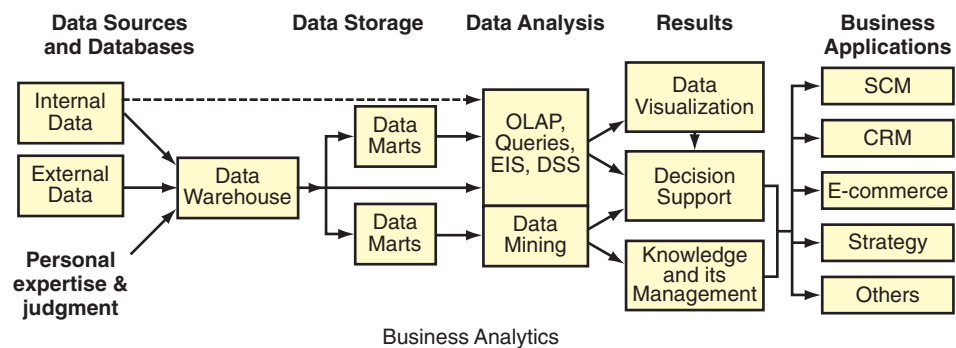 Data Sources
and Databases
Data Storage
Data Analysis
Results
Business
Applications
Internal
Data
External
Data
Personal
expertise &
judgment
Data
Warehouse
Data
Marts
Data
Marts
OLAP,
Queries,
EIS, DSS
Data
Mining
Data
Visualization
Decision
Support
Knowledge
and its
Management
SCM
CRM
E-commerce
Strategy
Others
Business Analytics